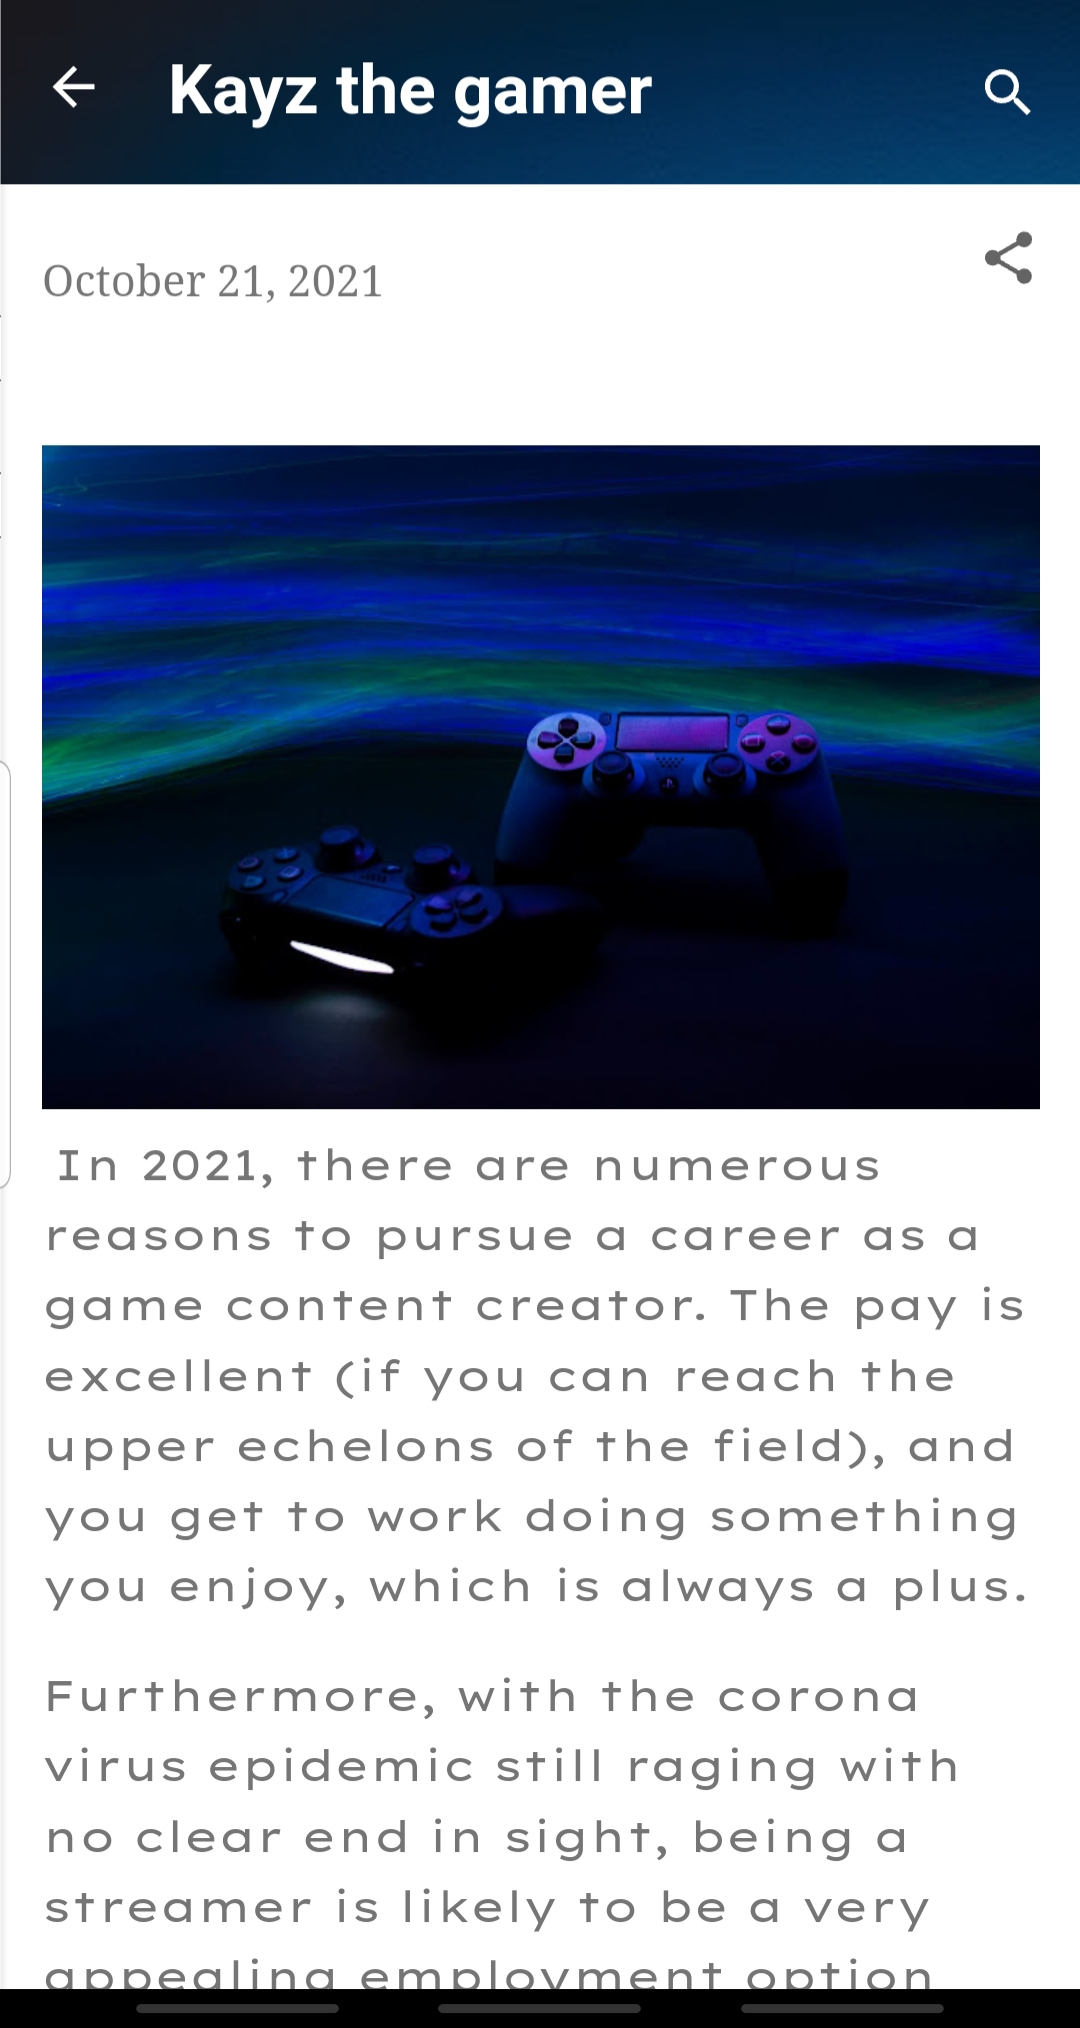 Kayz the gamer
October 21, 2021
In 2021, there are numerous
reasons to pursue a career as a
game content creator. The pay is
excellent (if you can reach the
upper echelons of the field), and
you get to work doing something
you enjoy, which is always a plus.
Furthermore, with the corona
virus epidemic still raging with
no clear end in sight, being a
streamer is likely to be a very
appealing employment option